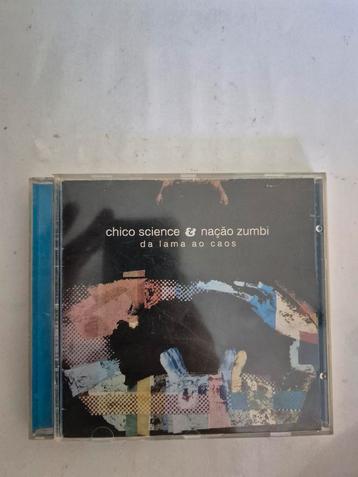 chico science & nação zumbi
da lama ao caos